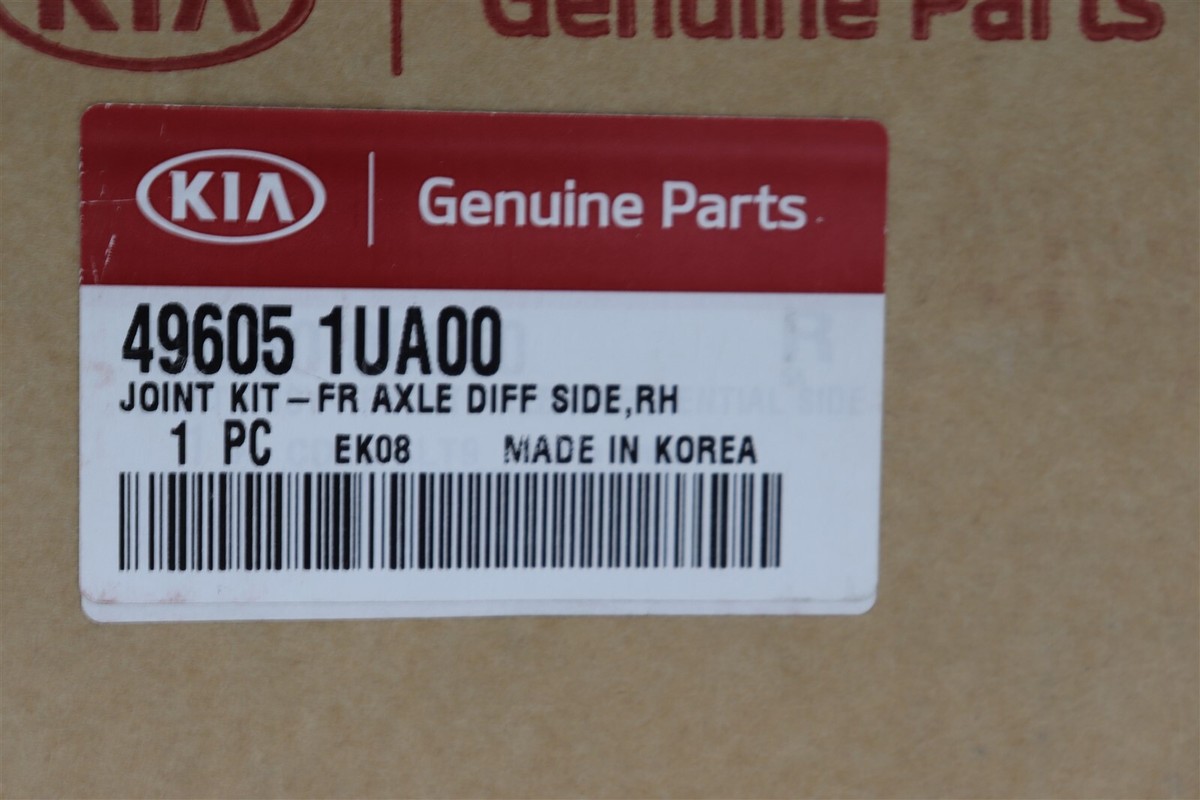 KIA Genuine Parts
KIA Genuine Parts
49605 1UA00
JOINT KIT-FR AXLE DIFF SIDE,RH
1 PC EK08 MADE IN KOREA